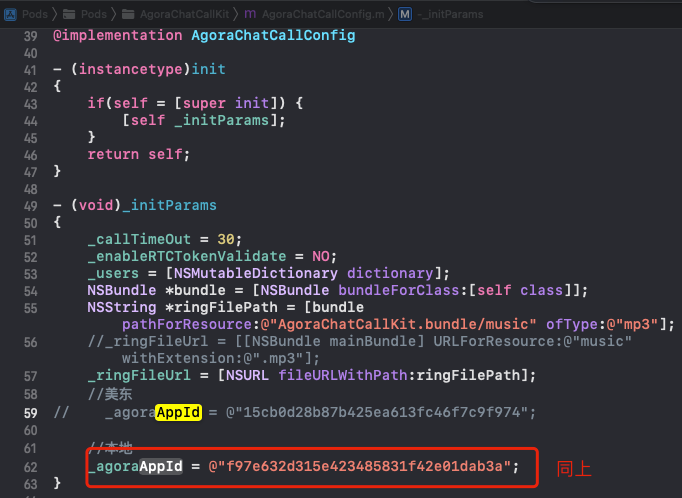 Pods 〉 Pods 〉 AgoraChatCallKit 〉 m AgoraChatCallConfig.m 〉 M -_initParams
39 @implementation AgoraChatCallConfig
40
41 - (instancetype)init
42 {
43     if(self = [super init]) {
44         [self _initParams];
45     }
46     return self;
47 }
48
49 - (void)_initParams
50 {
51     _callTimeOut = 30;
52     _enableRTCTokenValidate = NO;
53     _users = [NSMutableDictionary dictionary];
54     NSBundle *bundle = [NSBundle bundleForClass:[self class]];
55     NSString *ringFilePath = [bundle
pathForResource:@"AgoraChatCallKit.bundle/music" ofType:@"mp3"];
56     //_ringFileUrl = [[NSBundle mainBundle] URLForResource:@"music"
withExtension:@".mp3"];
57     _ringFileUrl = [NSURL fileURLWithPath:ringFilePath];
58     //美东
59 //    _agoraAppId = @"15cb0d28b87b425ea613fc46f7c9f974";
60
61     //本地
62     _agoraAppId = @"f97e632d315e423485831f42e01dab3a"; 同上
63 }